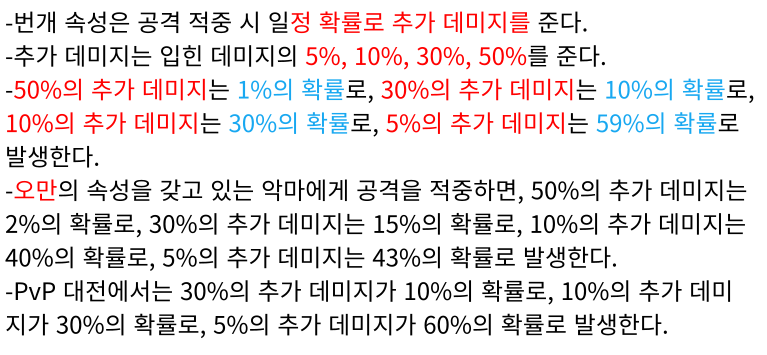 -번개 속성은 공격 적중 시 일정 확률로 추가 데미지를 준다.
-추가 데미지는 입힌 데미지의 5%, 10%, 30%, 50%를 준다.
-50%의 추가 데미지는 1%의 확률로, 30%의 추가 데미지는 10%의 확률로,
10%의 추가 데미지는 30%의 확률로, 5%의 추가 데미지는 59%의 확률로
발생한다.
-오만의 속성을 갖고 있는 악마에게 공격을 적중하면, 50%의 추가 데미지는
2%의 확률로, 30%의 추가 데미지는 15%의 확률로, 10%의 추가 데미지는
40%의 확률로, 5%의 추가 데미지는 43%의 확률로 발생한다.
-PvP 대전에서는 30%의 추가 데미지가 10%의 확률로, 10%의 추가 데미
지가 30%의 확률로, 5%의 추가 데미지가 60%의 확률로 발생한다.